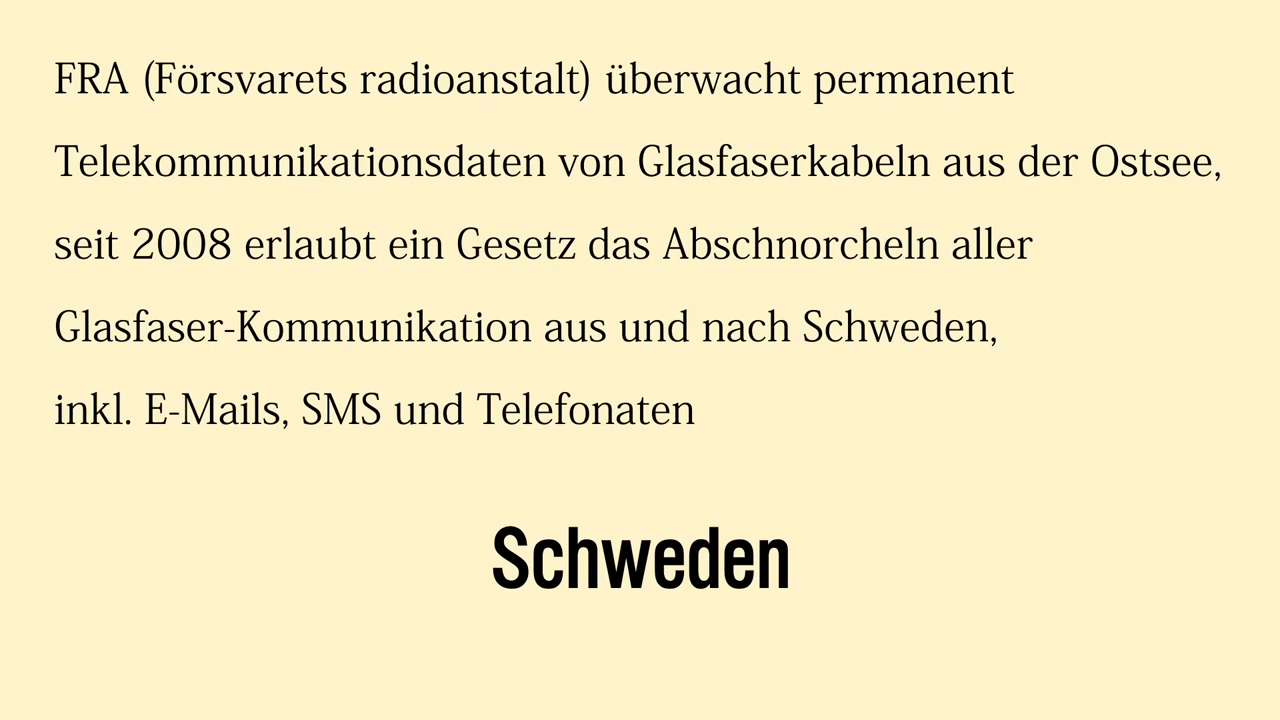 FRA (Försvarets radioanstalt) überwacht permanent
Telekommunikationsdaten von Glasfaserkabeln aus der Ostsee,
seit 2008 erlaubt ein Gesetz das Abschnorcheln aller
Glasfaser-Kommunikation aus und nach Schweden,
inkl. E-Mails, SMS und Telefonaten
Schweden